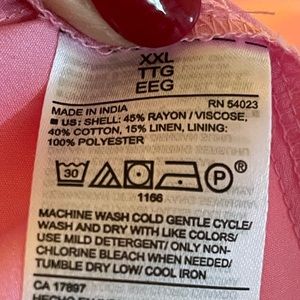 XXL
TTG
EEG
MADE IN INDIA RN 54023
■ US: SHELL: 45% RAYON / VISCOSE,
40% COTTON, 15% LINEN, LINING:
100% POLYESTER
30 P ®
1166
MACHINE WASH COLD GENTLE CYCLE/
WASH AND DRY WITH LIKE COLORS/
USE MILD DETERGENT/ ONLY NON-
CHLORINE BLEACH WHEN NEEDED/
TUMBLE DRY LOW/ COOL IRON
CA 17897